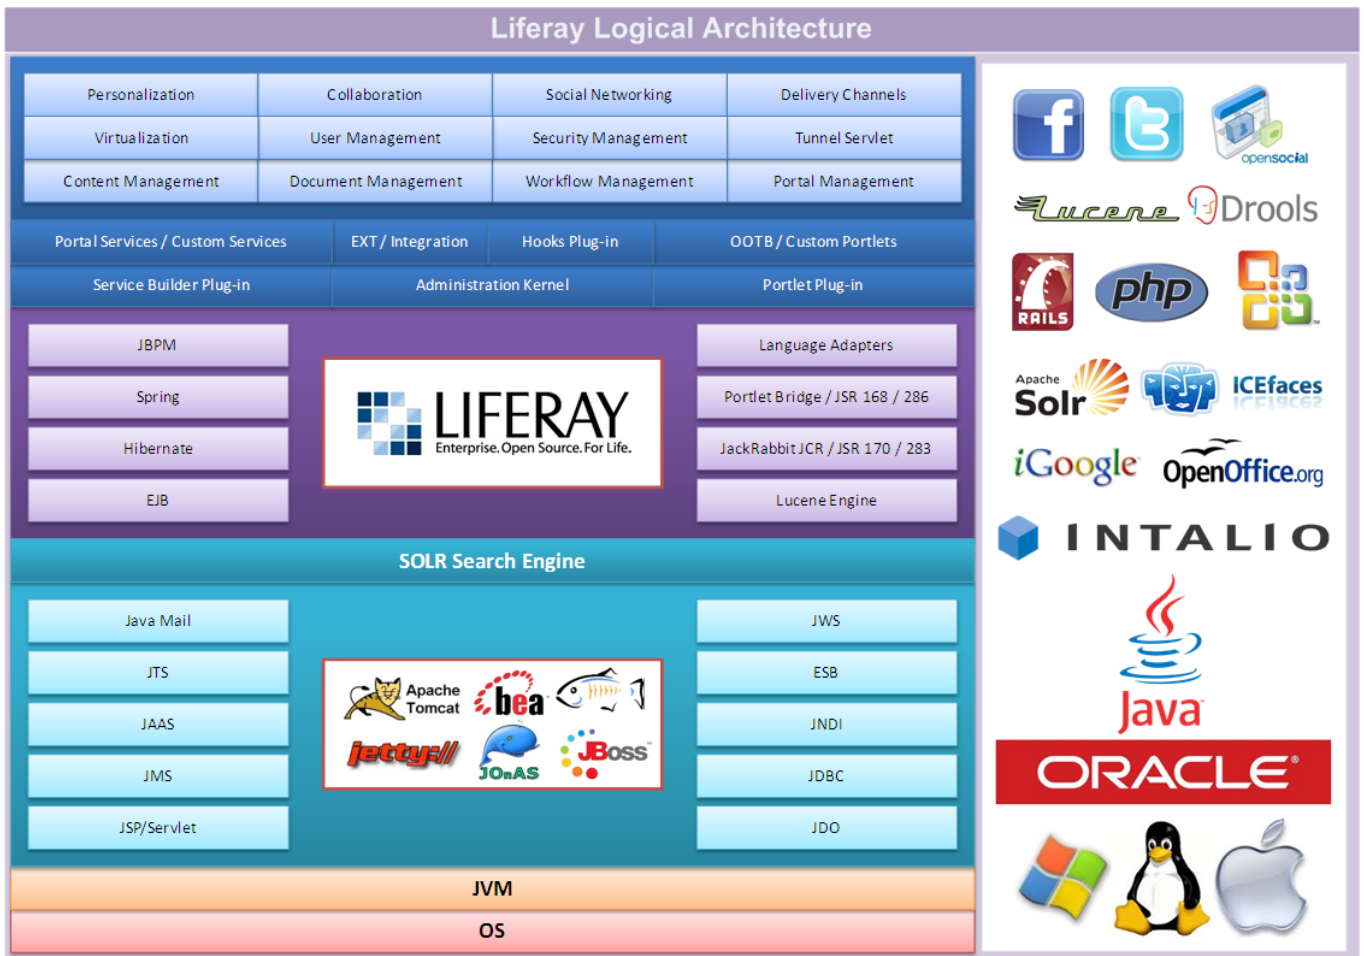 Liferay Logical Architecture
Personalization Collaboration Social Networking Delivery Channels
Virtualization User Management Security Management Tunnel Servlet
Content Management Document Management Workflow Management Portal Management
Portal Services / Custom Services EXT / Integration Hooks Plug-in OOTB / Custom Portlets
Service Builder Plug-in Administration Kernel Portlet Plug-in
JBPM
Spring
Hibernate
EJB
LIFERAY
Enterprise. Open Source. For Life.
Language Adapters
Portlet Bridge / JSR 168 / 286
JackRabbit JCR / JSR 170 / 283
Lucene Engine
SOLR Search Engine
Java Mail
JTS
JAAS
JMS
JSP/Servlet
Apache
Tomcat
bea
jetty://
JOnAS
JBoss
JWS
ESB
JNDI
JDBC
JDO
JVM
OS
f t opensocial
Lucene Drools
RAILS php
Apache
Solr ICEfaces
iGoogle OpenOffice.org
INTALIO
Java
ORACLE